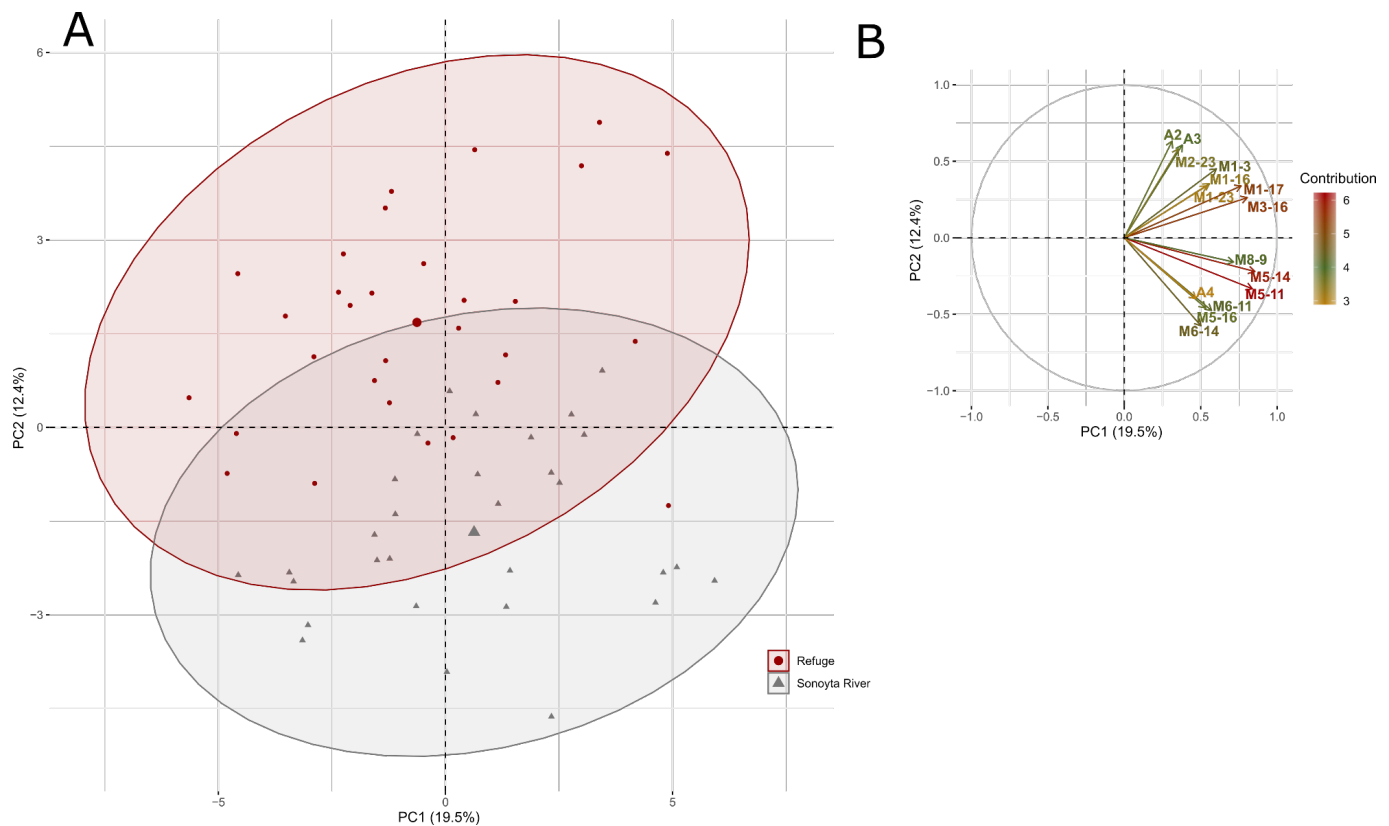 A
6
3
0
−3
PC2 (12.4%)
−5
0
5
PC1 (19.5%)
Refuge
Sonoyta River
B
1.0
0.5
0.0
−0.5
−1.0
PC2 (12.4%)
−1.0
−0.5
0.0
0.5
1.0
PC1 (19.5%)
A2
A3
M2-23
M1-3
M1-16
M1-17
M1-23
M3-16
M8-9
M5-14
M5-11
A4
M6-11
M5-16
M6-14
Contribution
6
5
4
3